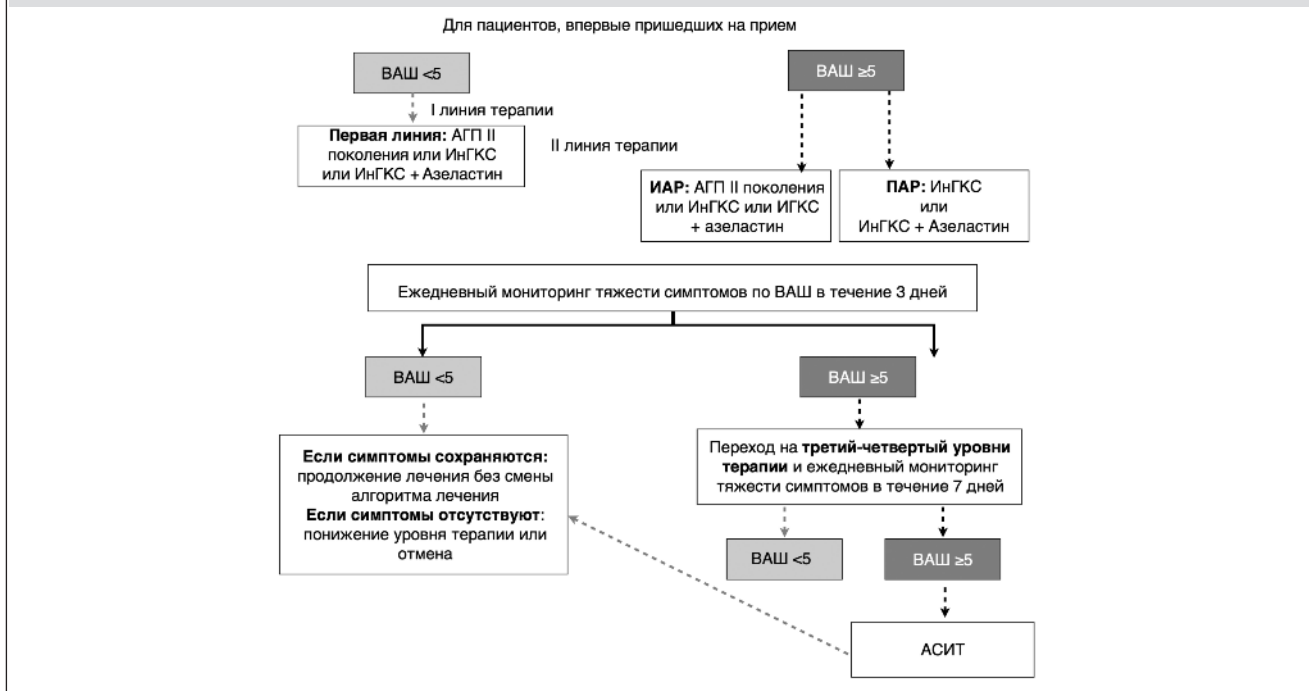 Для пациентов, впервые пришедших на прием
ВАШ <5
ВАШ ≥5
I линия терапии
Первая линия: АГП II
поколения или ИнГКС
или ИнГКС + Азеластин
II линия терапии
ИАР: АГП II поколения
или ИнГКС или ИГКС
+ азеластин
ПАР: ИнГКС
или
ИнГКС + Азеластин
Ежедневный мониторинг тяжести симптомов по ВАШ в течение 3 дней
ВАШ <5
ВАШ ≥5
Если симптомы сохраняются:
продолжение лечения без смены
алгоритма лечения
Если симптомы отсутствуют:
понижение уровня терапии или
отмена
Переход на третий-четвертый уровни
терапии и ежедневный мониторинг
тяжести симптомов в течение 7 дней
ВАШ <5
ВАШ ≥5
АСИТ